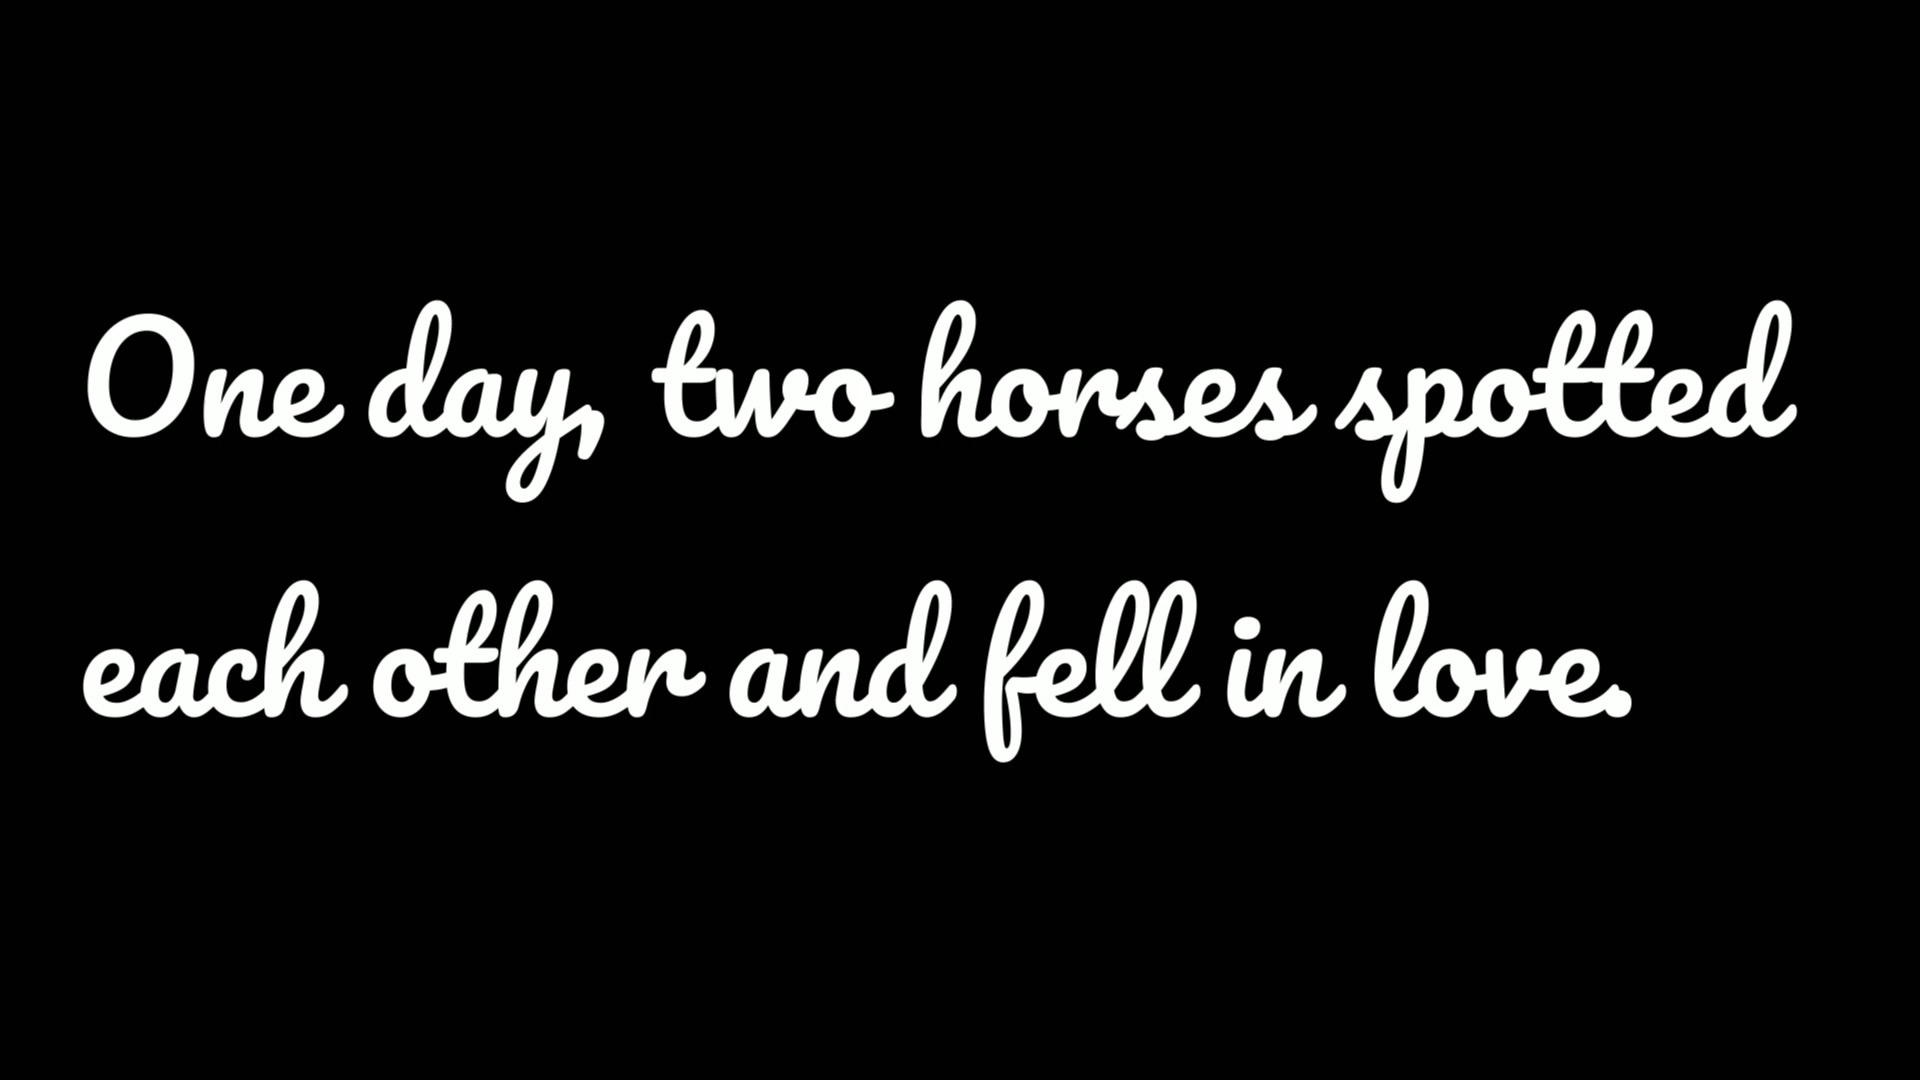 One day, two horses spotted
each other and fell in love.